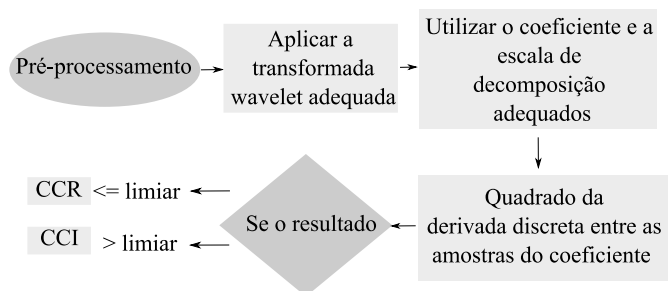 Pré-processamento
Aplicar a
transformada
wavelet adequada
Utilizar o coeficiente e a
escala de
decomposição
adequados
Quadrado da
derivada discreta entre as
amostras do coeficiente
Se o resultado
CCR <= limiar
CCI > limiar